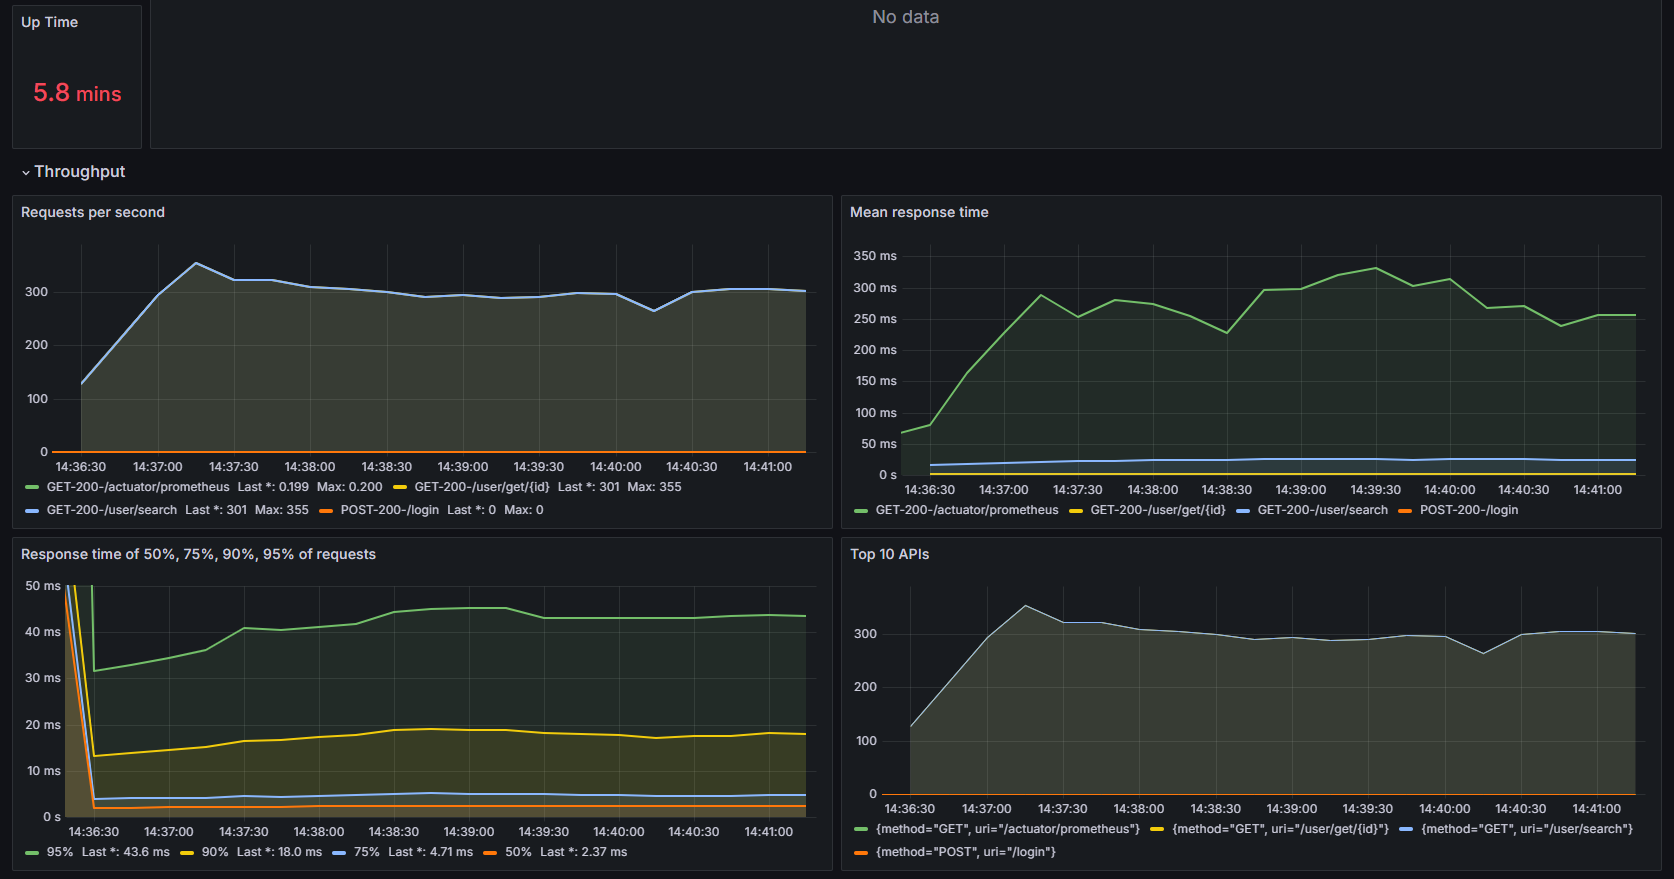 Up Time
No data
5.8 mins
Throughput
Requests per second
300
200
100
0
14:36:30 14:37:00 14:37:30 14:38:00 14:38:30 14:39:00 14:39:30 14:40:00 14:40:30 14:41:00
GET-200-/actuator/prometheus Last *: 0.199 Max: 0.200 GET-200-/user/get/{id} Last *: 301 Max: 355
GET-200-/user/search Last *: 301 Max: 355 POST-200-/login Last *: 0 Max: 0
Mean response time
350 ms
300 ms
250 ms
200 ms
150 ms
100 ms
50 ms
0 s
14:36:30 14:37:00 14:37:30 14:38:00 14:38:30 14:39:00 14:39:30 14:40:00 14:40:30 14:41:00
GET-200-/actuator/prometheus GET-200-/user/get/{id} GET-200-/user/search POST-200-/login
Response time of 50%, 75%, 90%, 95% of requests
50 ms
40 ms
30 ms
20 ms
10 ms
0 s
14:36:30 14:37:00 14:37:30 14:38:00 14:38:30 14:39:00 14:39:30 14:40:00 14:40:30 14:41:00
95% Last *: 43.6 ms 90% Last *: 18.0 ms 75% Last *: 4.71 ms 50% Last *: 2.37 ms
Top 10 APIs
300
200
100
0
14:36:30 14:37:00 14:37:30 14:38:00 14:38:30 14:39:00 14:39:30 14:40:00 14:40:30 14:41:00
{method="GET", uri="/actuator/prometheus"} {method="GET", uri="/user/get/{id}"} {method="GET", uri="/user/search"}
{method="POST", uri="/login"}